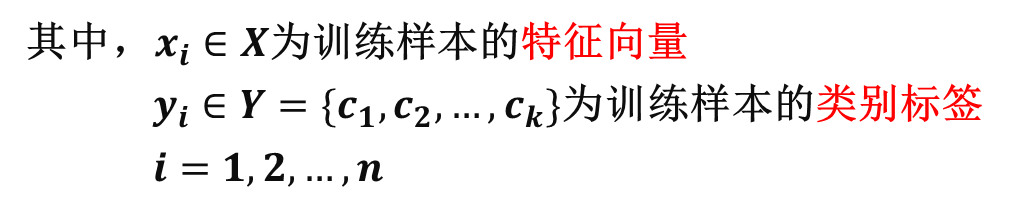 其中，xᵢ ∈ X为训练样本的特征向量
yᵢ ∈ Y = {c₁, c₂, …, cₖ}为训练样本的类别标签
i = 1, 2, …, n